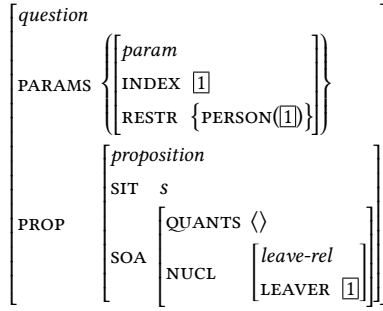 question
param
INDEX 1
PARAMS
RESTR {PERSON(1)}
proposition
SIT s
QUANTS ⟨⟩
PROP
SOA
leave-rel
NUCL
LEAVER 1